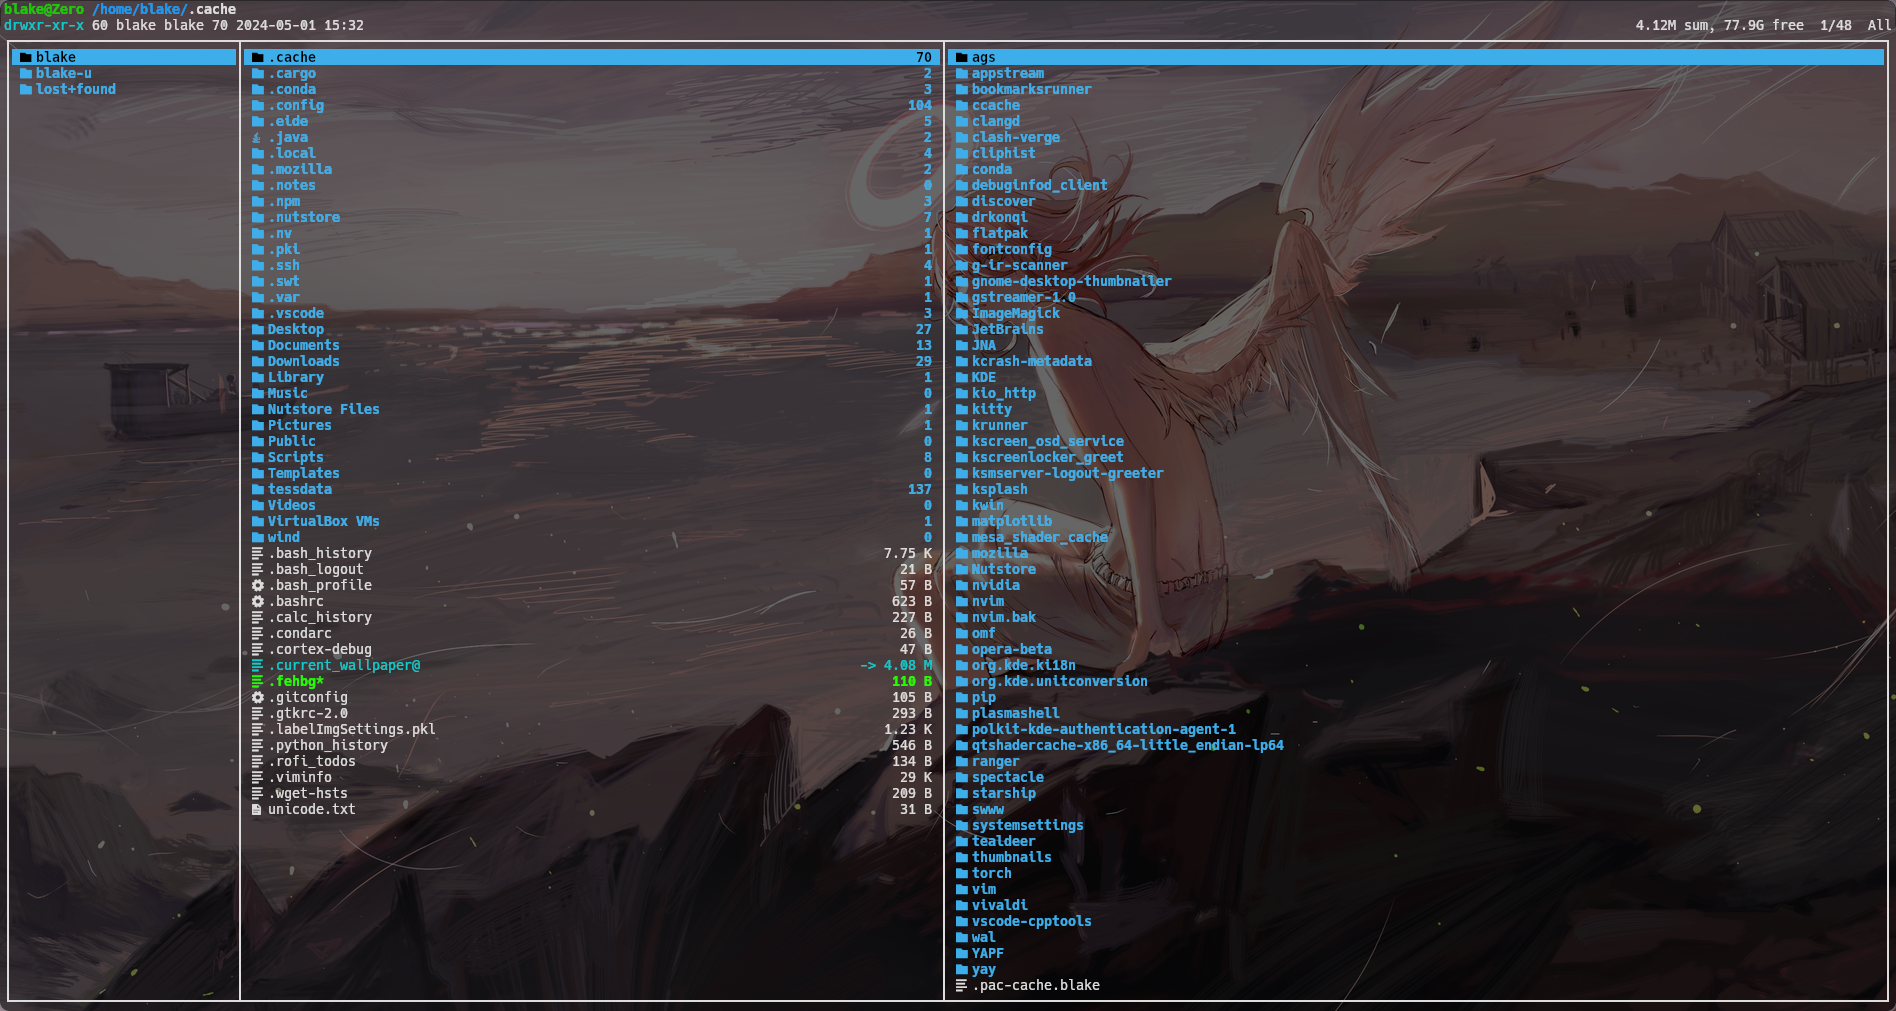 blake@Zero /home/blake/.cache
drwxr-xr-x 60 blake blake 70 2024-05-01 15:32 4.12M sum, 77.9G free 1/48 All
blake
blake-u
lost+found
.cache 70
.cargo 2
.conda 3
.config 104
.eide 5
.java 2
.local 4
.mozilla 2
.notes 0
.npm 3
.nutstore 7
.nv 1
.pki 1
.ssh 4
.swt 1
.var 1
.vscode 3
Desktop 27
Documents 13
Downloads 29
Library 1
Music 0
Nutstore Files 1
Pictures 1
Public 0
Scripts 8
Templates 0
tessdata 137
Videos 0
VirtualBox VMs 1
wind 0
.bash_history 7.75 K
.bash_logout 21 B
.bash_profile 57 B
.bashrc 623 B
.calc_history 227 B
.condarc 26 B
.cortex-debug 47 B
.current_wallpaper@ -> 4.08 M
.fehbg* 110 B
.gitconfig 105 B
.gtkrc-2.0 293 B
.labelImgSettings.pkl 1.23 K
.python_history 546 B
.rofi_todos 134 B
.viminfo 29 K
.wget-hsts 209 B
unicode.txt 31 B
ags
appstream
bookmarksrunner
ccache
clangd
clash-verge
cliphist
conda
debuginfod_client
discover
drkonqi
flatpak
fontconfig
g-ir-scanner
gnome-desktop-thumbnailer
gstreamer-1.0
ImageMagick
JetBrains
JNA
kcrash-metadata
KDE
kio_http
kitty
krunner
kscreen_osd_service
kscreenlocker_greet
ksmserver-logout-greeter
ksplash
kwin
matplotlib
mesa_shader_cache
mozilla
Nutstore
nvidia
nvim
nvim.bak
omf
opera-beta
org.kde.ki18n
org.kde.unitconversion
pip
plasmashell
polkit-kde-authentication-agent-1
qtshadercache-x86_64-little_endian-lp64
ranger
spectacle
starship
swww
systemsettings
tealdeer
thumbnails
torch
vim
vivaldi
vscode-cpptools
wal
YAPF
yay
.pac-cache.blake